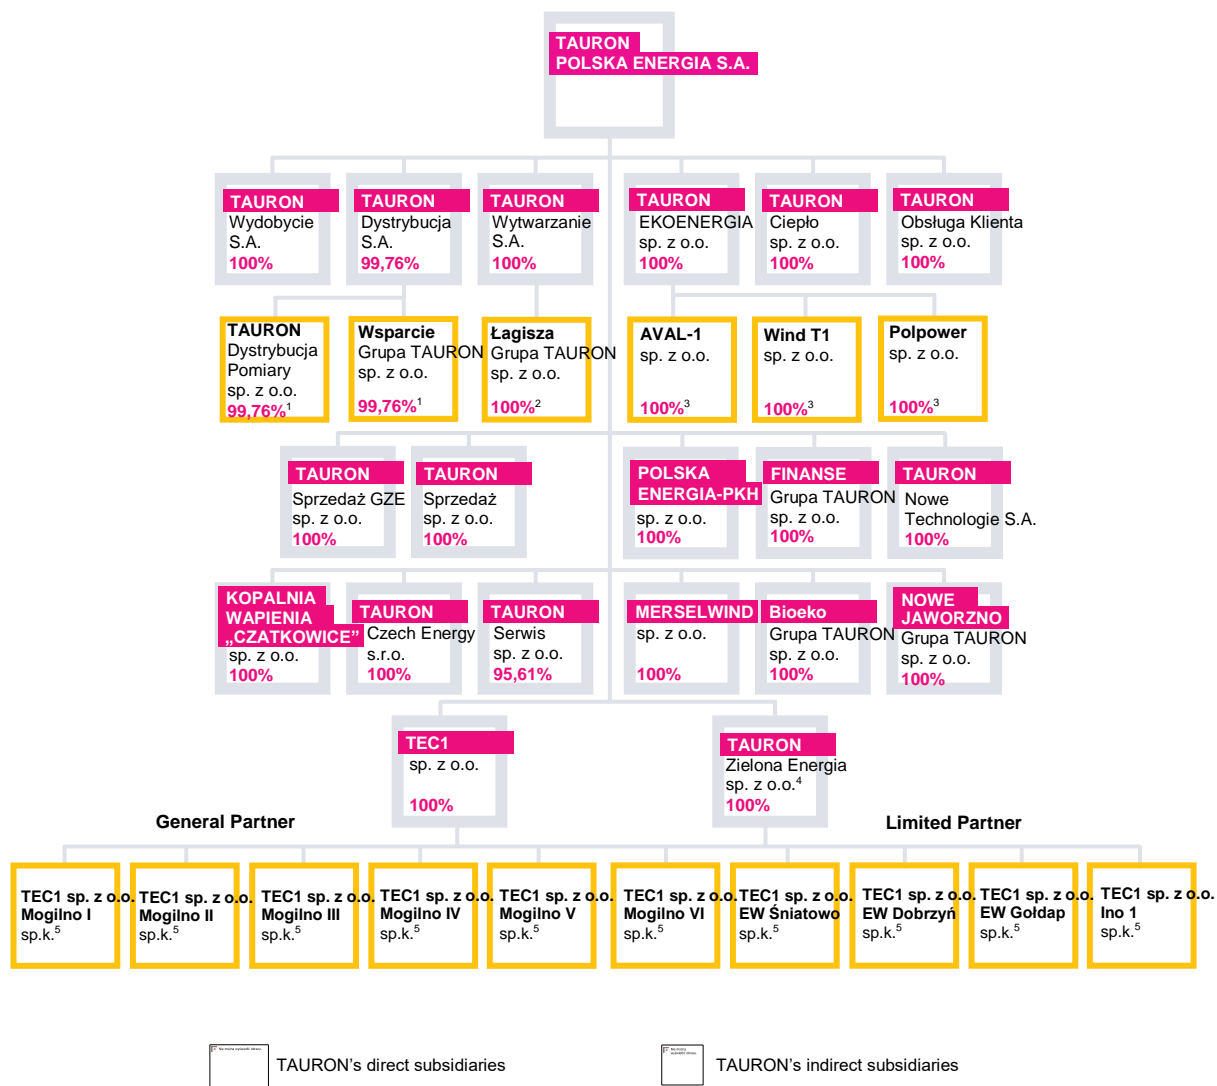 TAURON
POLSKA ENERGIA S.A.
TAURON
Wydobycie
S.A.
100%
TAURON
Dystrybucja
S.A.
99,76%
TAURON
Wytwarzanie
S.A.
100%
TAURON
EKOENERGIA
sp. z o.o.
100%
TAURON
Ciepło
sp. z o.o.
100%
TAURON
Obsługa Klienta
sp. z o.o.
100%
TAURON
Dystrybucja
Pomiary
sp. z o.o.
99,76%1
Wsparcie
Grupa TAURON
sp. z o.o.
99,76%1
Łagisza
Grupa TAURON
sp. z o.o.
100%2
AVAL-1
sp. z o.o.
100%3
Wind T1
sp. z o.o.
100%3
Polpower
sp. z o.o.
100%3
TAURON
Sprzedaż GZE
sp. z o.o.
100%
TAURON
Sprzedaż
sp. z o.o.
100%
POLSKA
ENERGIA-PKH
sp. z o.o.
100%
FINANSE
Grupa TAURON
sp. z o.o.
100%
TAURON
Nowe
Technologie S.A.
100%
KOPALNIA
WAPIENIA
„CZATKOWICE”
sp. z o.o.
100%
TAURON
Czech Energy
s.r.o.
100%
TAURON
Serwis
sp. z o.o.
95,61%
MERSELWIND
sp. z o.o.
100%
Bioeko
Grupa TAURON
sp. z o.o.
100%
NOWE
JAWORZNO
Grupa TAURON
sp. z o.o.
100%
TEC1
sp. z o.o.
100%
TAURON
Zielona Energia
sp. z o.o.4
100%
General Partner
Limited Partner
TEC1 sp. z o.o.
Mogilno I
sp.k.5
TEC1 sp. z o.o.
Mogilno II
sp.k.5
TEC1 sp. z o.o.
Mogilno III
sp.k.5
TEC1 sp. z o.o.
Mogilno IV
sp.k.5
TEC1 sp. z o.o.
Mogilno V
sp.k.5
TEC1 sp. z o.o.
Mogilno VI
sp.k.5
TEC1 sp. z o.o.
EW Śniatowo
sp.k.5
TEC1 sp. z o.o.
EW Dobrzyń
sp.k.5
TEC1 sp. z o.o.
EW Gołdap
sp.k.5
TEC1 sp. z o.o.
Ino 1
sp.k.5
TAURON's direct subsidiaries
TAURON's indirect subsidiaries